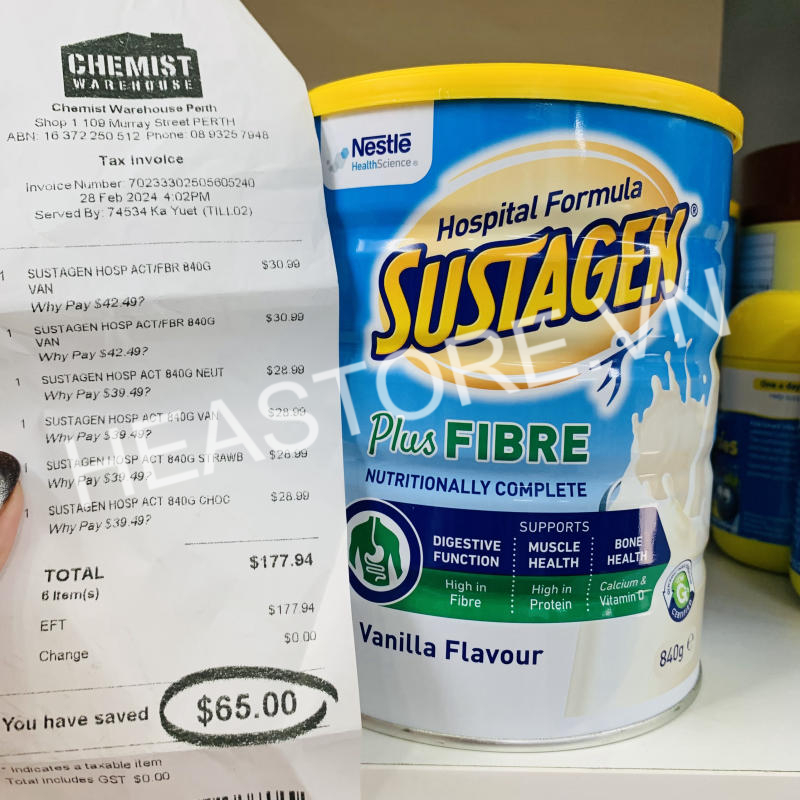 CHEMIST
WAREHOUSE
Chemist Warehouse Perth
Shop 1 109 Murray Street PERTH
ABN: 16 372 250 512 Phone: 08 9325 7948
Tax Invoice
Invoice Number: 70233302505605240
28 Feb 2024 4:02PM
Served By: 74534 Ka Yuet (TILL02)
1 SUSTAGEN HOSP ACT/FBR 840G $30.99
VAN
Why Pay $42.49?
1 SUSTAGEN HOSP ACT/FBR 840G $30.99
VAN
Why Pay $42.49?
1 SUSTAGEN HOSP ACT 840G NEUT $28.99
Why Pay $39.49?
1 SUSTAGEN HOSP ACT 840G VAN $28.99
Why Pay $39.49?
1 SUSTAGEN HOSP ACT 840G STRAWB $28.99
Why Pay $39.49?
1 SUSTAGEN HOSP ACT 840G CHOC $28.99
Why Pay $39.49?
TOTAL $177.94
6 Item(s)
EFT $177.94
Change $0.00
You have saved $65.00
* Indicates a taxable item
Total includes GST $0.00
Nestlé
HealthScience
Hospital Formula
SUSTAGEN®
Plus FIBRE
NUTRITIONALLY COMPLETE
SUPPORTS
DIGESTIVE FUNCTION
High in Fibre
MUSCLE HEALTH
High in Protein
BONE HEALTH
Calcium & Vitamin D
Vanilla Flavour
840g e
One a day
REASTORE.VN